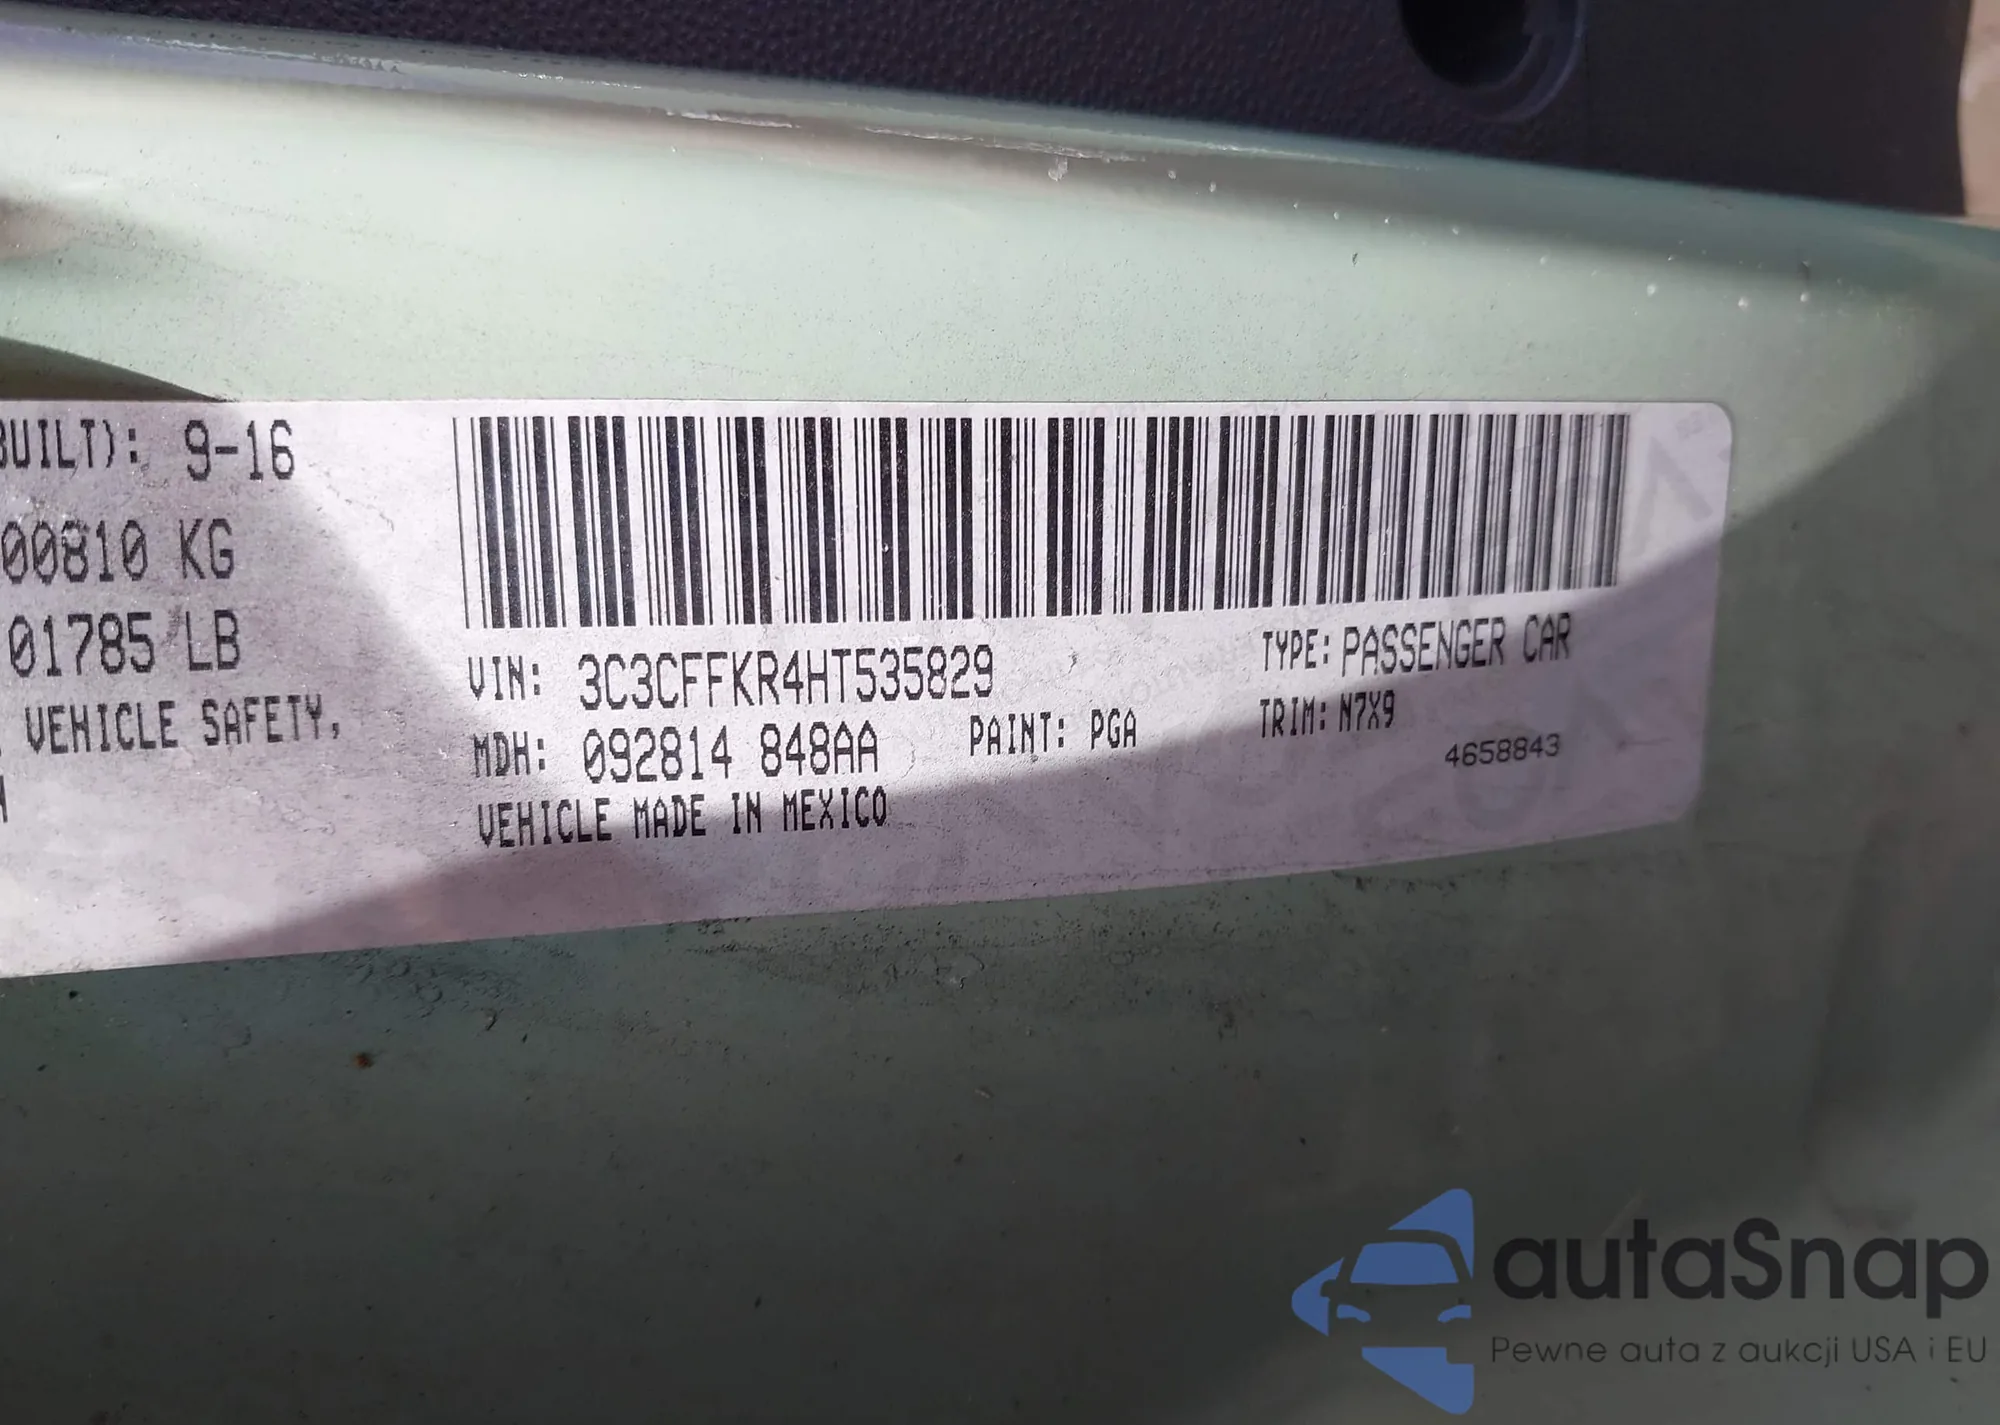 BUILT): 9-16
00810 KG
01785 LB
VEHICLE SAFETY,
VIN: 3C3CFFKR4HT535829
TYPE: PASSENGER CAR
MDH: 092814 848AA
PAINT: PGA
TRIM: N7X9
4658843
VEHICLE MADE IN MEXICO
autaSnap
Pewne auta z aukcji USA i EU